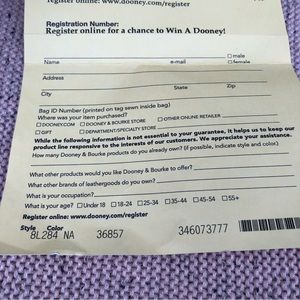 Register online: www.dooney.com/register
Registration Number:
Register online for a chance to Win A Dooney!
☐ male
Name e-mail ☐ female
Address
City State Zip
Bag ID Number (printed on tag sewn inside bag)
Where was your item purchased?
☐ DOONEY.COM ☐ DOONEY & BOURKE STORE ☐ OTHER ONLINE RETAILER
☐ GIFT ☐ DEPARTMENT/SPECIALTY STORE
While the following information is not essential to your guarantee, it helps us to keep our
product line responsive to the interests of our customers. We appreciate your assistance.
How many Dooney & Bourke products do you already own? (if possible, indicate style and color)
What other products would you like Dooney & Bourke to offer?
What other brands of leathergoods do you own?
What is your occupation?
What is your age? ☐ Under 18 ☐ 18-24 ☐ 25-34 ☐ 35-44 ☐ 45-54 ☐ 55+
Register online: www.dooney.com/register
Style Color
8L284 NA 36857 346073777